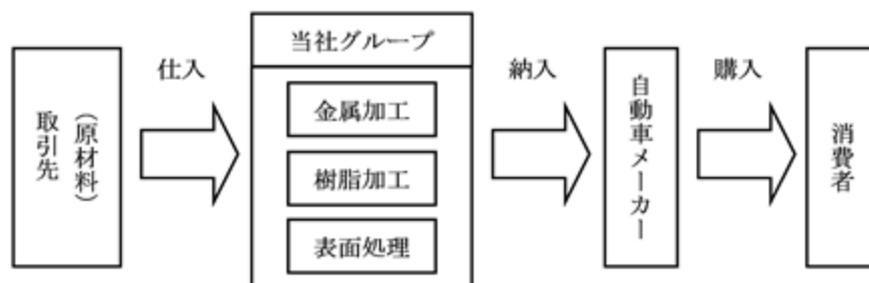 取引先
（原材料）
仕入
当社グループ
金属加工
樹脂加工
表面処理
納入
自動車メーカー
購入
消費者